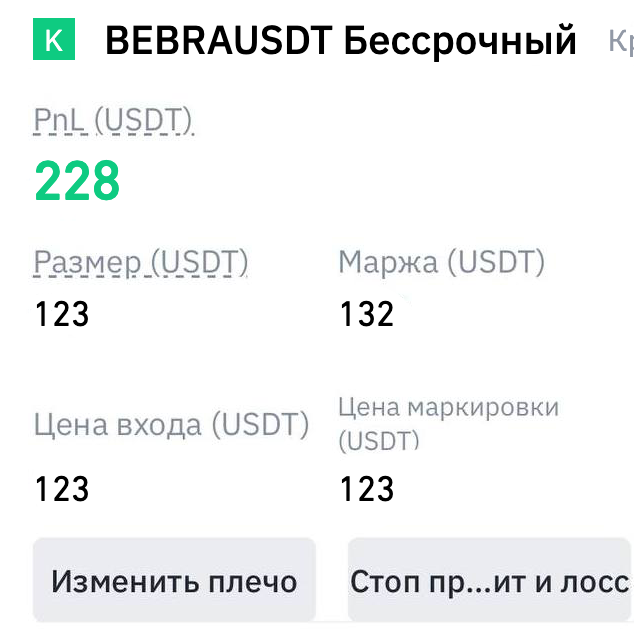 K BEBRAUSDT Бессрочный Кр
PnL (USDT)
228
Размер (USDT) Маржа (USDT)
123 132
Цена входа (USDT) Цена маркировки
(USDT)
123 123
Изменить плечо Стоп пр...ит и лосс